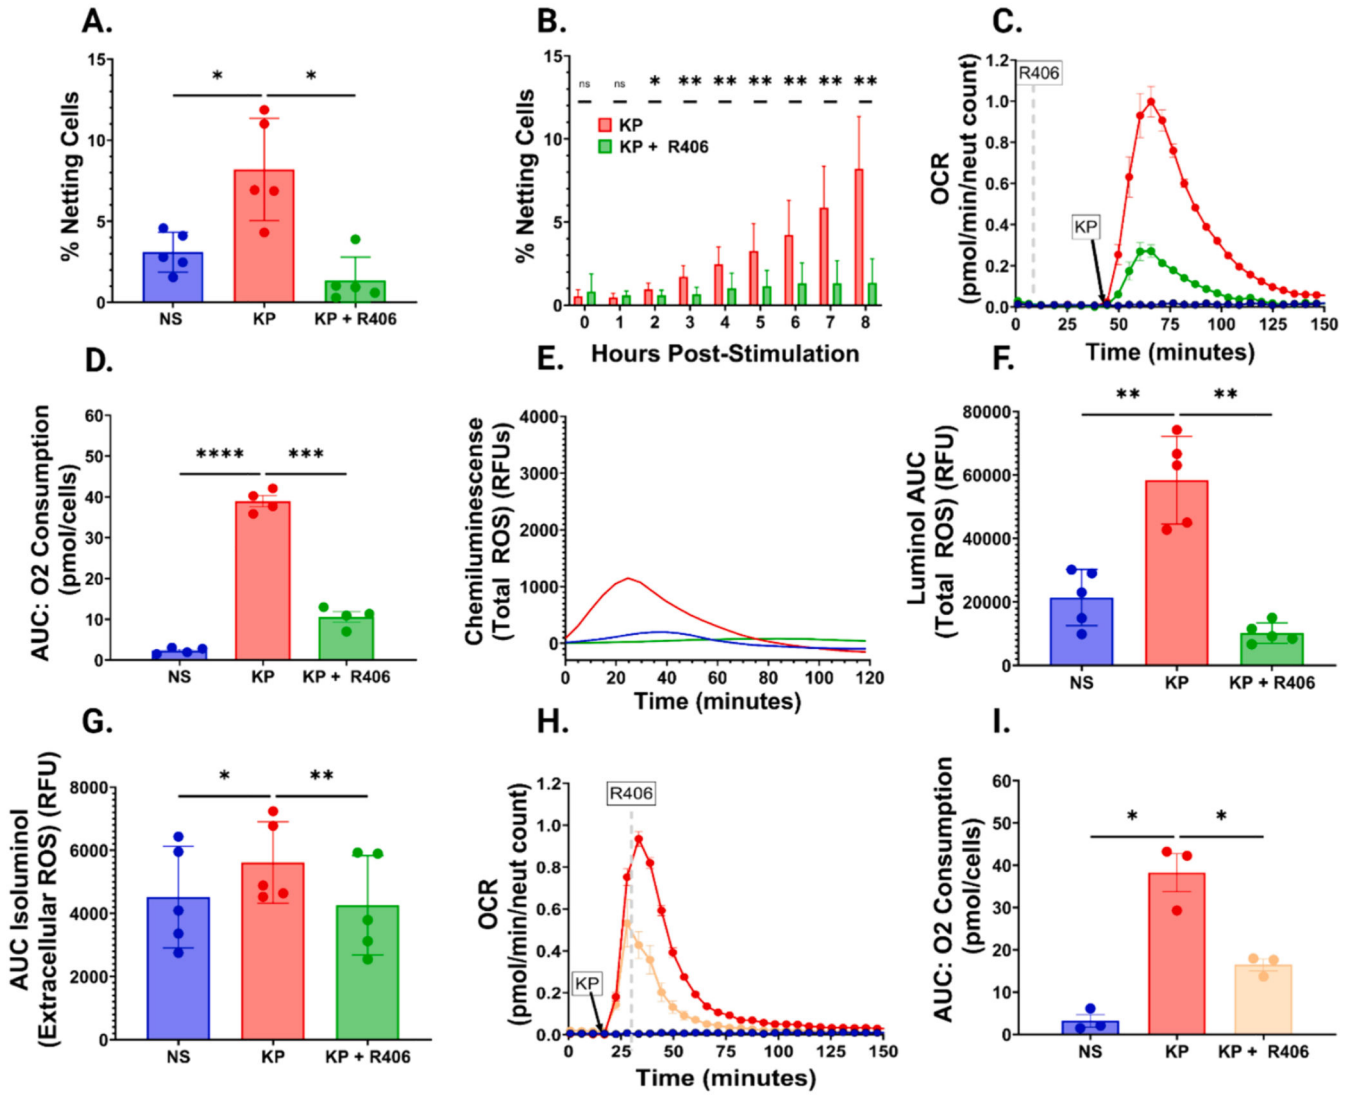 A.
15
10
5
0
% Netting Cells
* *
NS KP KP + R406
B.
15
10
5
0
% Netting Cells
ns ns * ** ** ** ** ** **
KP
KP + R406
0 1 2 3 4 5 6 7 8
Hours Post-Stimulation
C.
1.2
1.0
0.8
0.6
0.4
0.2
0.0
OCR
(pmol/min/neut count)
R406
KP
0 25 50 75 100 125 150
Time (minutes)
D.
60
50
40
30
20
10
0
AUC: O2 Consumption
(pmol/cells)
**** ***
NS KP KP + R406
E.
4000
3000
2000
1000
0
Chemiluminescense
(Total ROS) (RFUs)
0 20 40 60 80 100 120
Time (minutes)
F.
80000
60000
40000
20000
0
Luminol AUC
(Total ROS) (RFU)
** **
NS KP KP + R406
G.
8000
6000
4000
2000
0
AUC Isoluminol
(Extracellular ROS) (RFU)
* **
NS KP KP + R406
H.
1.2
1.0
0.8
0.6
0.4
0.2
0.0
OCR
(pmol/min/neut count)
R406
KP
0 25 50 75 100 125 150
Time (minutes)
I.
60
50
40
30
20
10
0
AUC: O2 Consumption
(pmol/cells)
* *
NS KP KP + R406